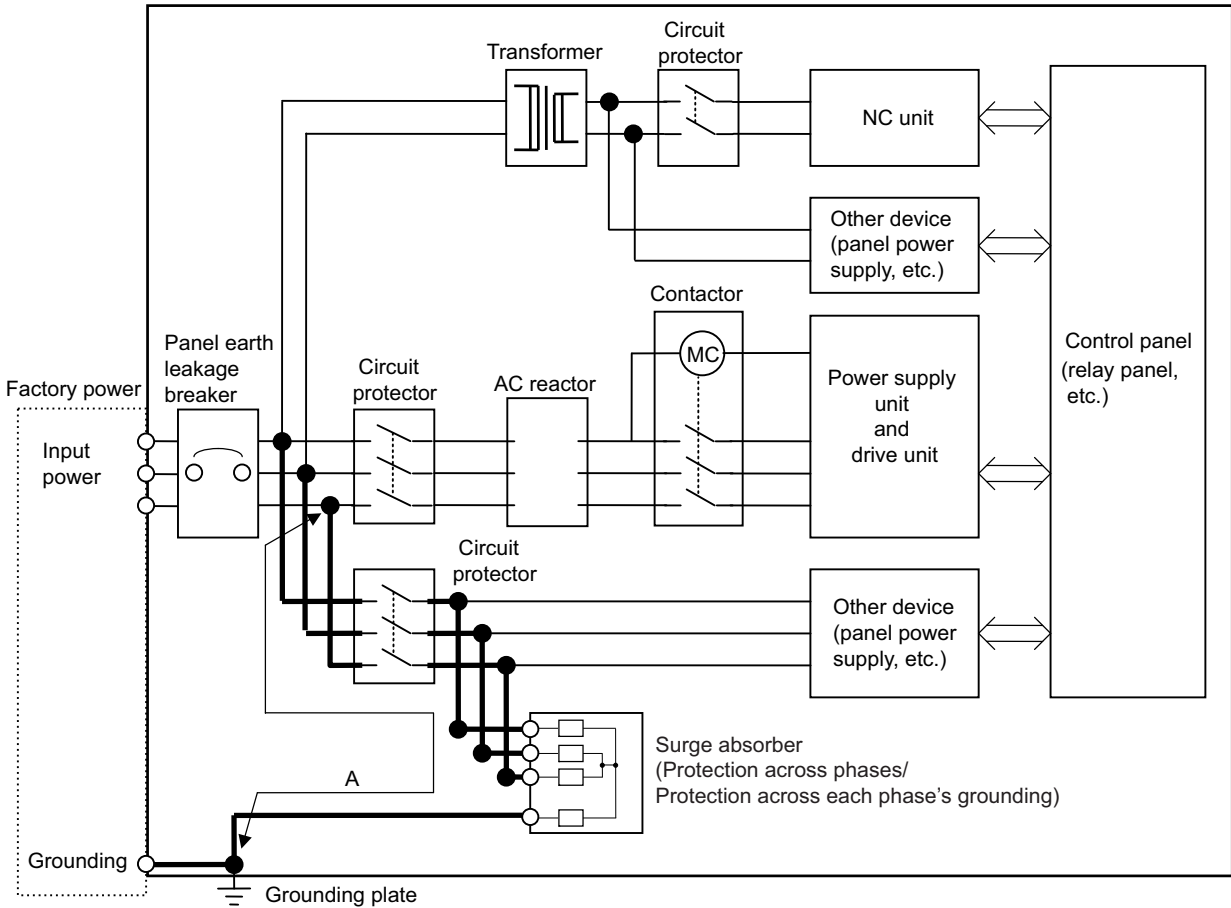 Transformer
Circuit
protector
NC unit
Other device
(panel power
supply, etc.)
Contactor
MC
Power supply
unit
and
drive unit
Control panel
(relay panel,
etc.)
Panel earth
leakage
breaker
Circuit
protector
AC reactor
Factory power
Input
power
Circuit
protector
Other device
(panel power
supply, etc.)
Surge absorber
(Protection across phases/
Protection across each phase's grounding)
A
Grounding
Grounding plate